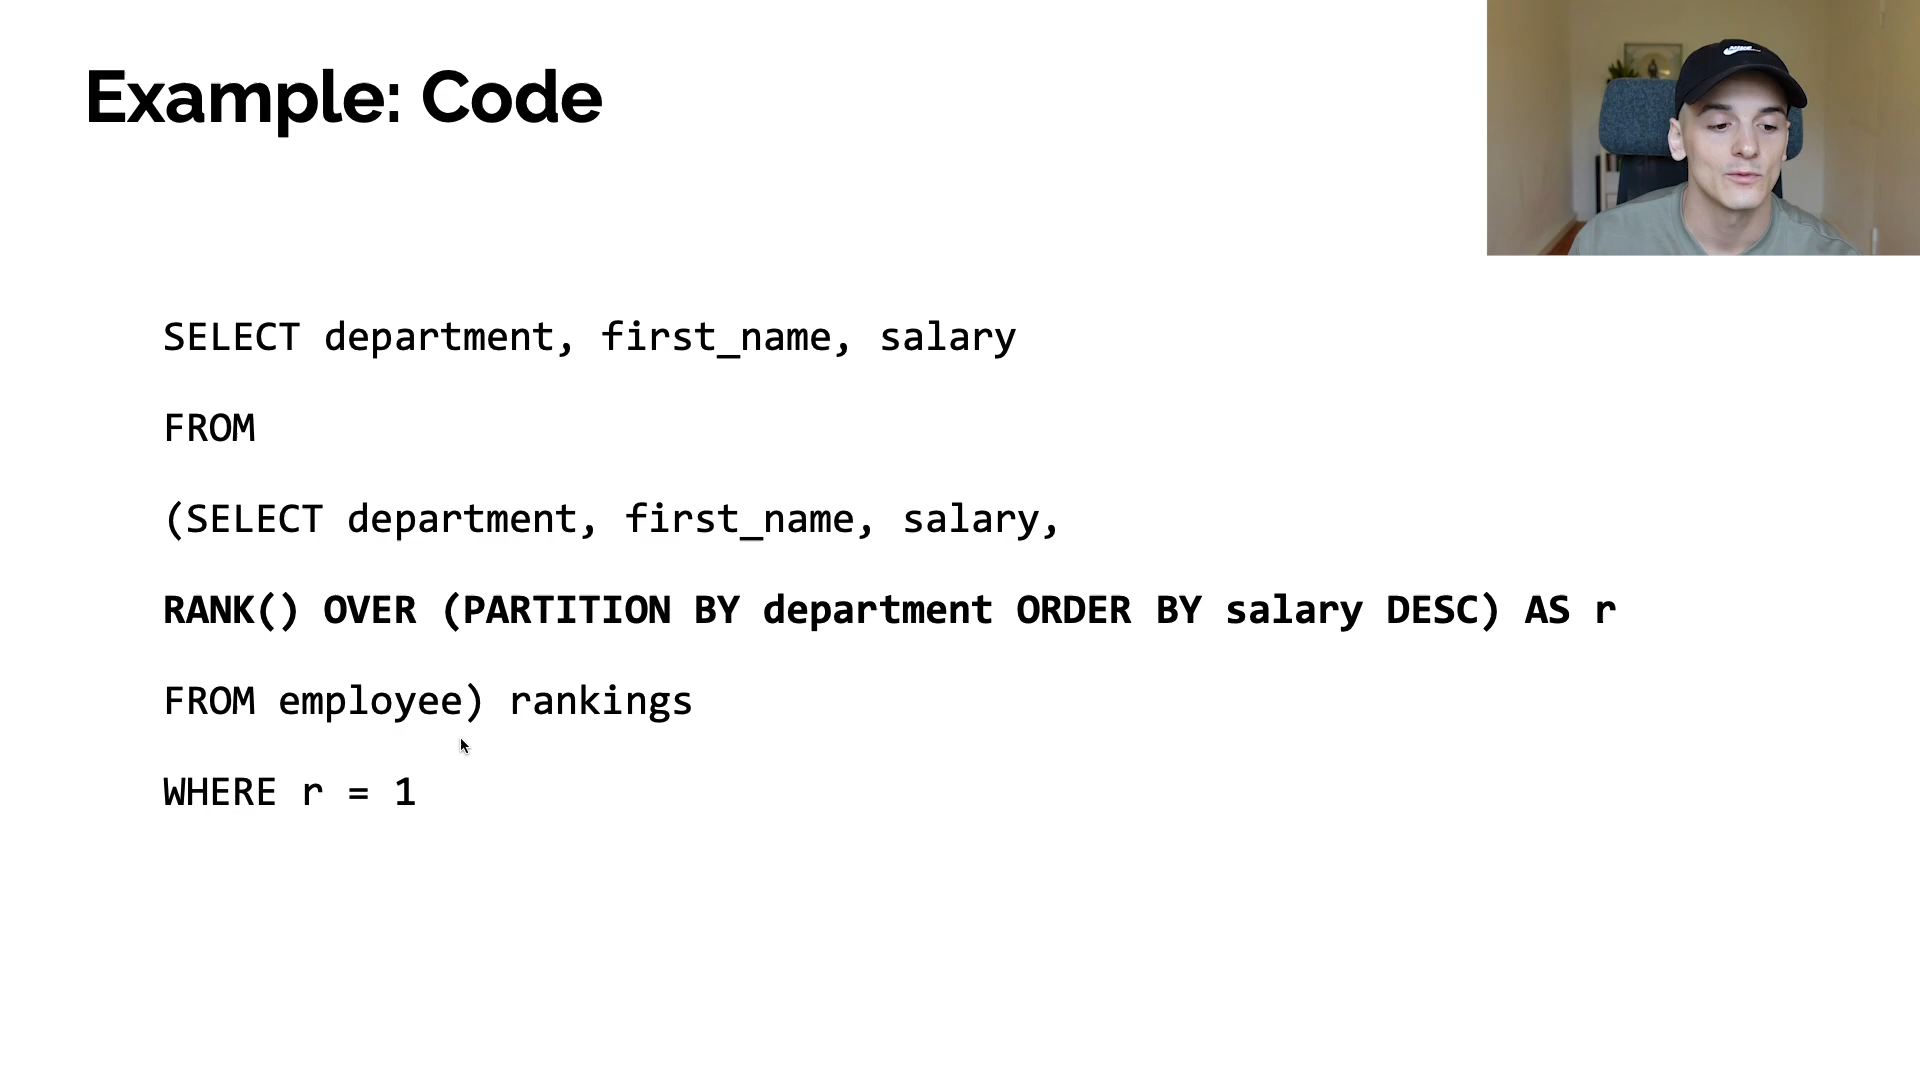 Example: Code
SELECT department, first_name, salary
FROM
(SELECT department, first_name, salary,
RANK() OVER (PARTITION BY department ORDER BY salary DESC) AS r
FROM employee) rankings
WHERE r = 1